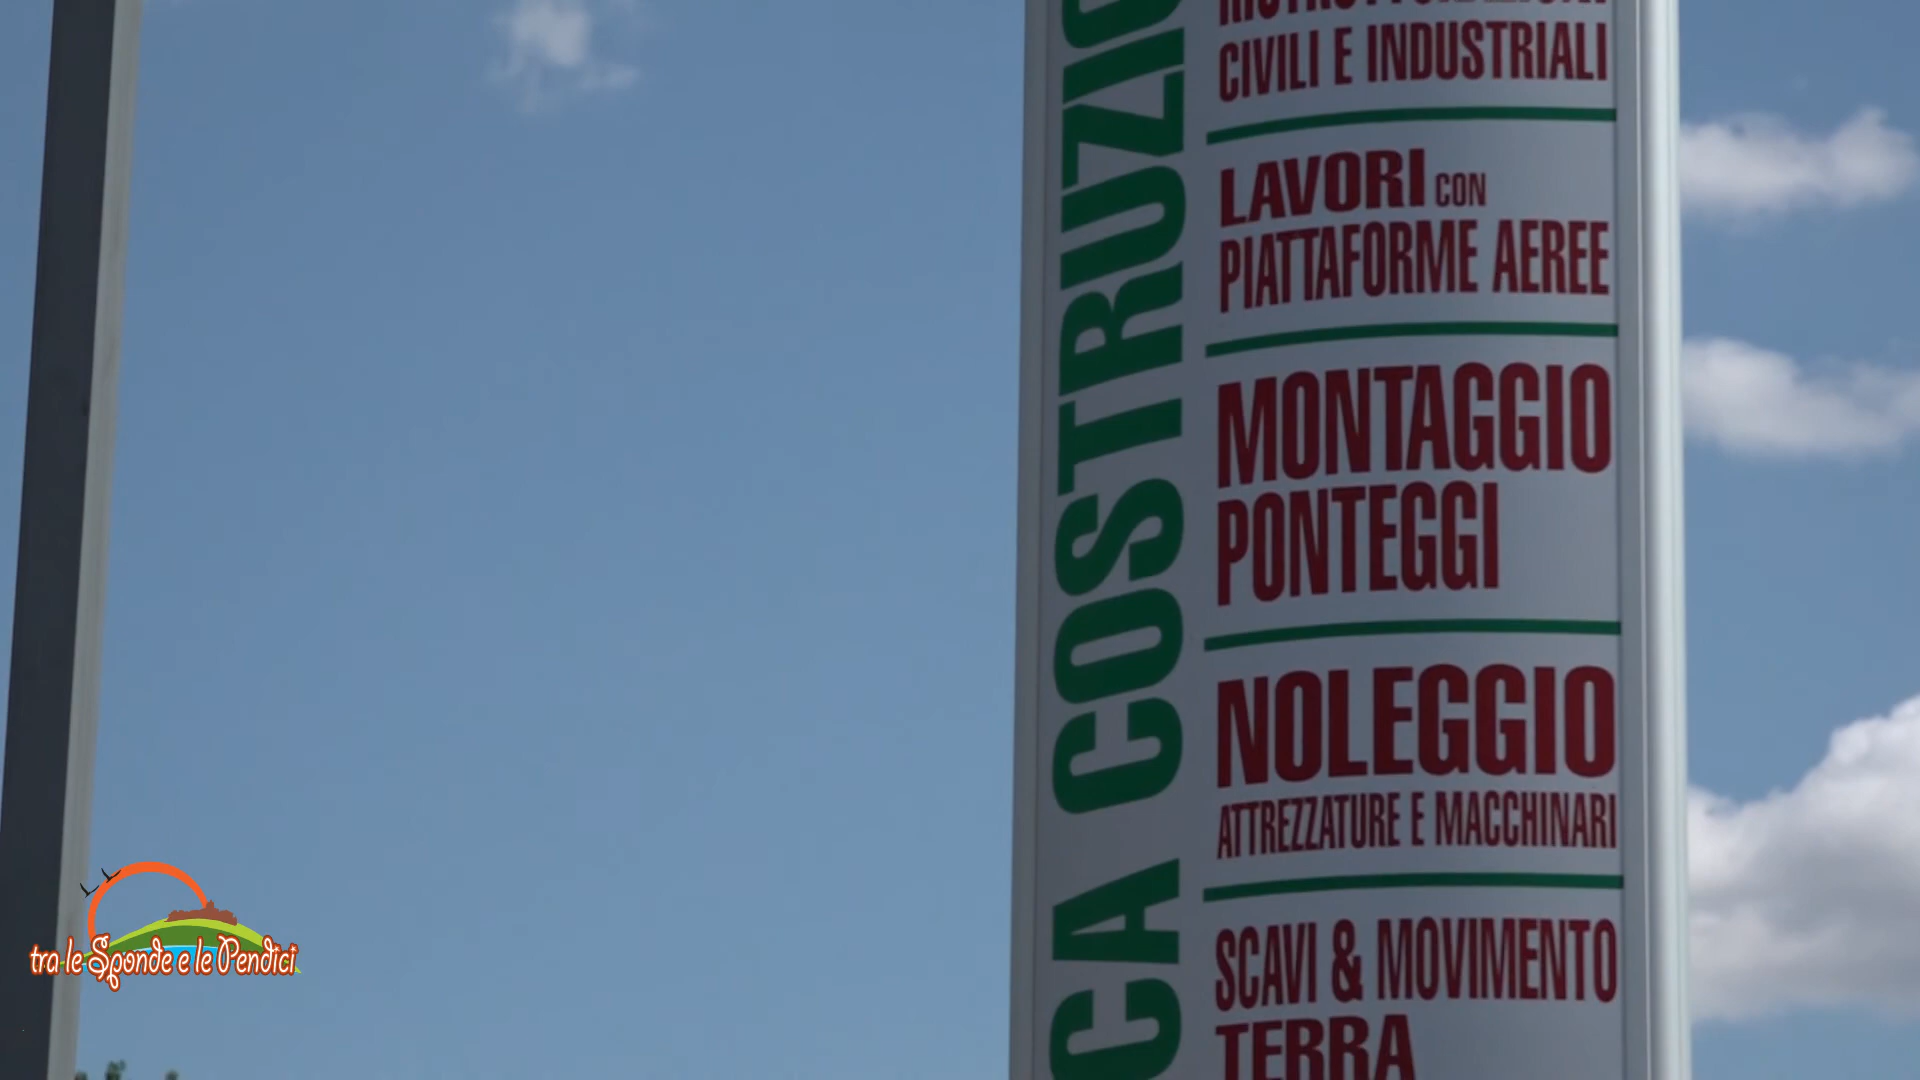 CIVILI E INDUSTRIALI
LAVORI CON
PIATTAFORME AEREE
MONTAGGIO
PONTEGGI
NOLEGGIO
ATTREZZATURE E MACCHINARI
SCAVI & MOVIMENTO
TERRA
CA COSTRUZIO
tra le Sponde e le Pendici